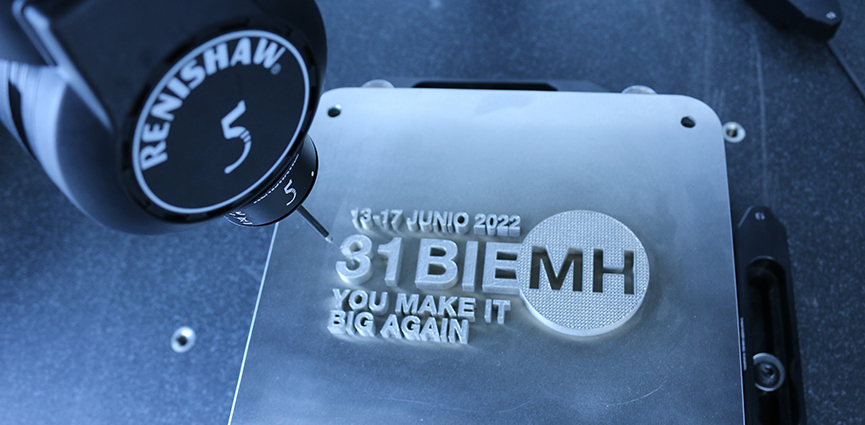 RENISHAW®
5
5
13-17 JUNIO 2022
31 BIEMH
YOU MAKE IT
BIG AGAIN